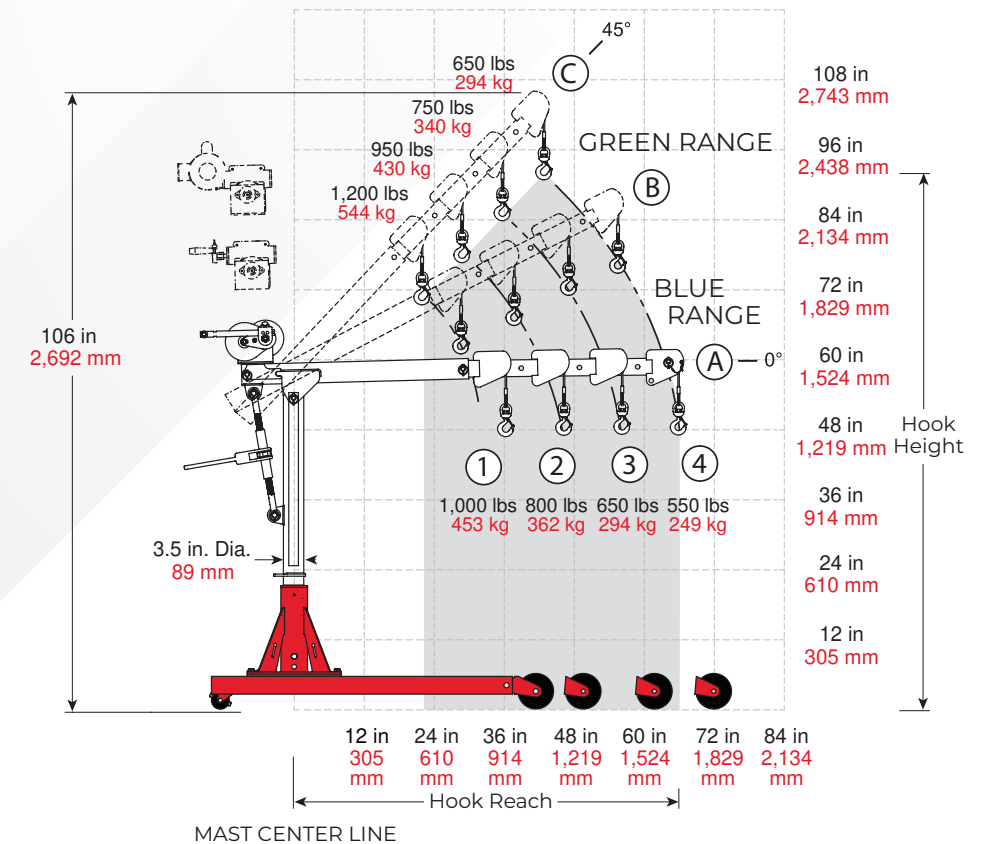 45°
C
650 lbs
294 kg
750 lbs
340 kg
950 lbs
430 kg
1,200 lbs
544 kg
GREEN RANGE
B
BLUE
RANGE
A
0°
108 in
2,743 mm
96 in
2,438 mm
84 in
2,134 mm
72 in
1,829 mm
60 in
1,524 mm
48 in
1,219 mm
36 in
914 mm
24 in
610 mm
12 in
305 mm
Hook
Height
106 in
2,692 mm
1 2 3 4
1,000 lbs 800 lbs 650 lbs 550 lbs
453 kg 362 kg 294 kg 249 kg
3.5 in. Dia.
89 mm
12 in 24 in 36 in 48 in 60 in 72 in 84 in
305 610 914 1,219 1,524 1,829 2,134
mm mm mm mm mm mm mm
Hook Reach
MAST CENTER LINE